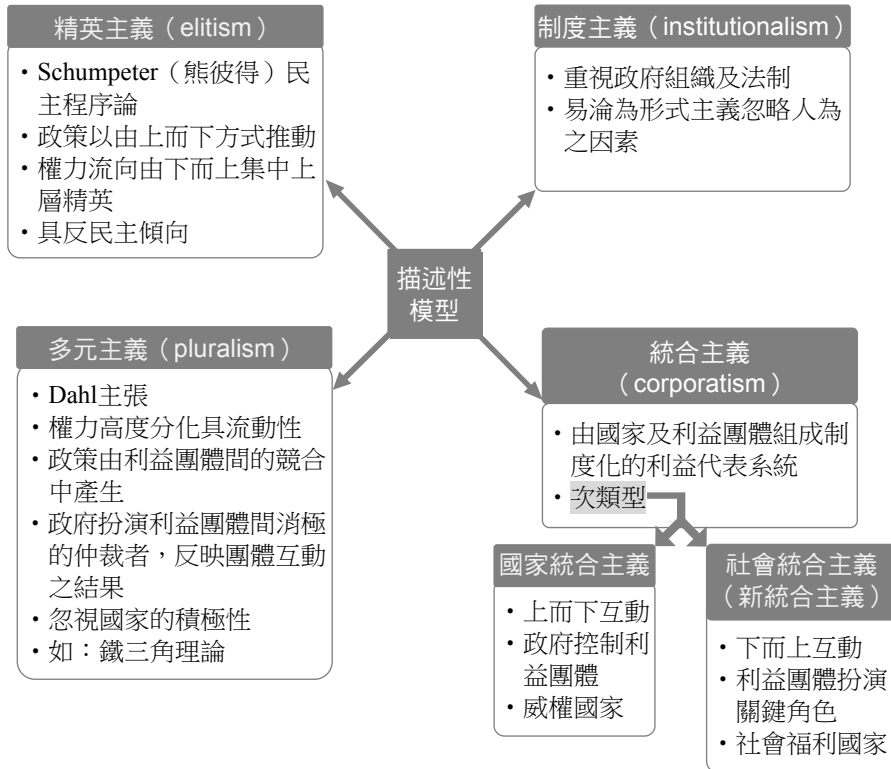 精英主義（elitism）
・Schumpeter（熊彼得）民
主程序論
・政策以由上而下方式推動
・權力流向由下而上集中上
層精英
・具反民主傾向
制度主義（institutionalism）
・重視政府組織及法制
・易淪為形式主義忽略人為
之因素
描述性
模型
多元主義（pluralism）
・Dahl主張
・權力高度分化具流動性
・政策由利益團體間的競合
中產生
・政府扮演利益團體間消極
的仲裁者，反映團體互動
之結果
・忽視國家的積極性
・如：鐵三角理論
統合主義
（corporatism）
・由國家及利益團體組成制
度化的利益代表系統
・次類型
國家統合主義
・上而下互動
・政府控制利
益團體
・威權國家
社會統合主義
（新統合主義）
・下而上互動
・利益團體扮演
關鍵角色
・社會福利國家